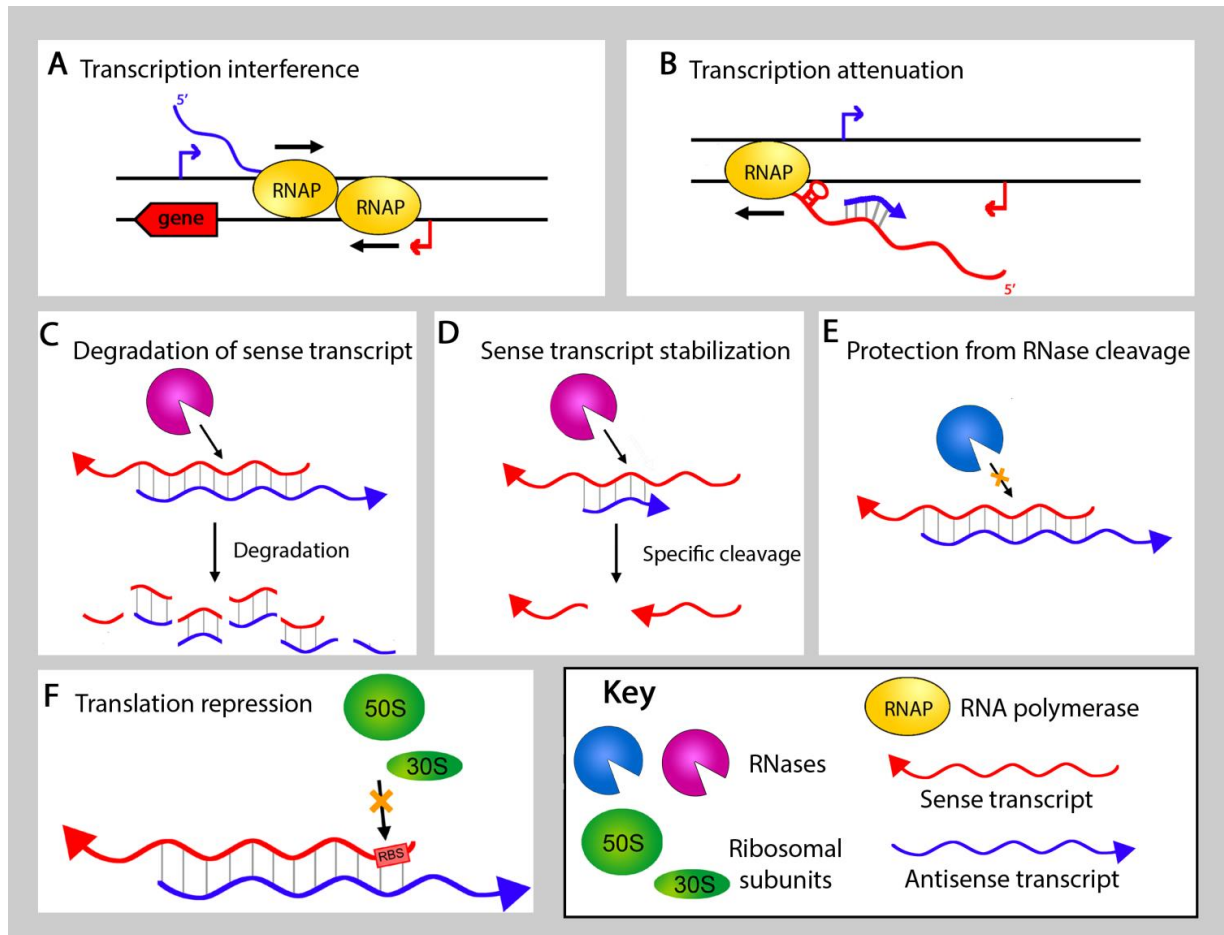 A Transcription interference
5'
RNAP
RNAP
gene
B Transcription attenuation
RNAP
5'
C Degradation of sense transcript
Degradation
D Sense transcript stabilization
Specific cleavage
E Protection from RNase cleavage
F Translation repression
50S
30S
RBS
Key
RNases
50S
30S
Ribosomal
subunits
RNAP
RNA polymerase
Sense transcript
Antisense transcript